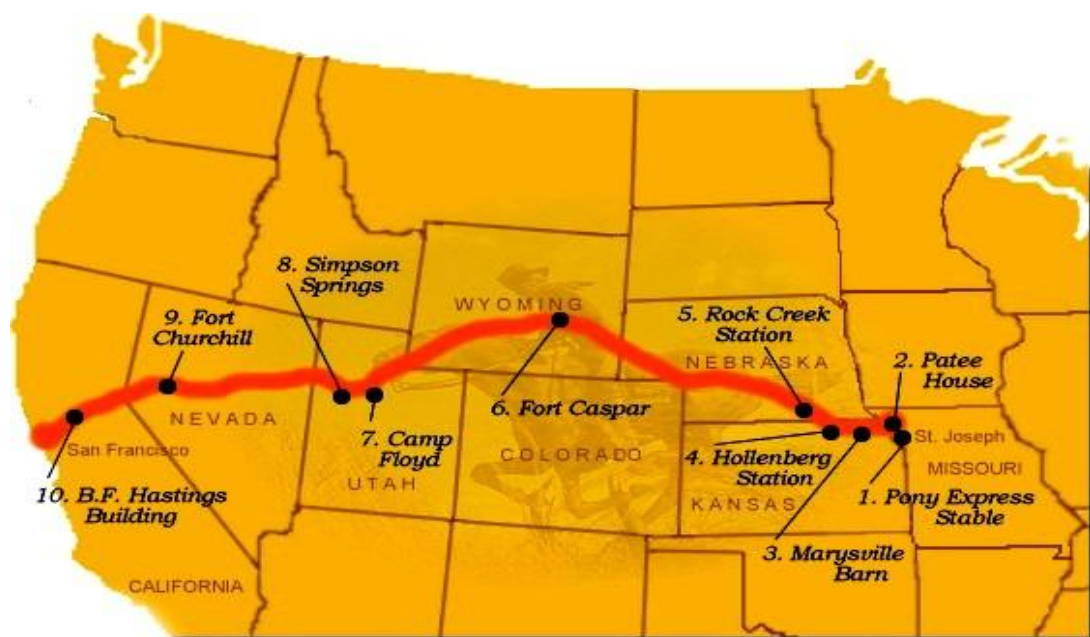 8. Simpson
Springs
WYOMING
9. Fort
Churchill
5. Rock Creek
Station
NEBRASKA
2. Patee
House
NEVADA
6. Fort Caspar
7. Camp
Floyd
COLORADO
UTAH
San Francisco
St. Joseph
4. Hollenberg
Station
MISSOURI
KANSAS
10. B.F. Hastings
Building
1. Pony Express
Stable
3. Marysville
Barn
CALIFORNIA